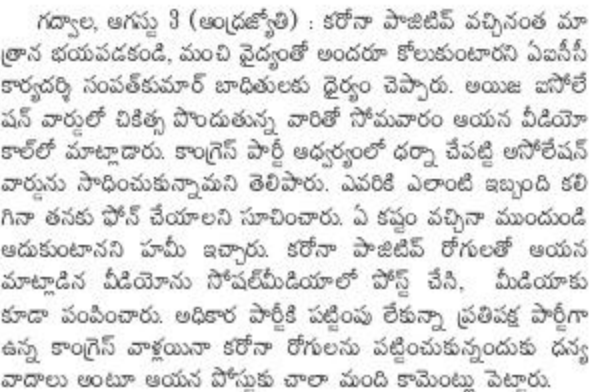 గద్వాల, ఆగస్టు 3 (ఆంధ్రజ్యోతి) : కరోనా పాజిటివ్ వచ్చినంత మా
త్రాన భయపడకండి, మంచి వైద్యంతో అందరూ కోలుకుంటారని ఏఐసీసీ
కార్యదర్శి సంపత్‌కుమార్ బాధితులకు ధైర్యం చెప్పారు. అయిజ ఐసోలే
షన్ వార్డులో చికిత్స పొందుతున్న వారితో సోమవారం ఆయన వీడియో
కాల్‌లో మాట్లాడారు. కాంగ్రెస్ పార్టీ ఆధ్వర్యంలో ధర్నా చేపట్టి అసోలేషన్
వార్డును సాధించుకున్నామని తెలిపారు. ఎవరికి ఎలాంటి ఇబ్బంది కలి
గినా తనకు ఫోన్ చేయాలని సూచించారు. ఏ కష్టం వచ్చినా ముందుండి
ఆదుకుంటానని హామీ ఇచ్చారు. కరోనా పాజిటివ్ రోగులతో ఆయన
మాట్లాడిన వీడియోను సోషల్‌మీడియాలో పోస్ట్ చేసి, మీడియాకు
కూడా పంపించారు. అధికార పార్టీకి పట్టింపు లేకున్నా ప్రతిపక్ష పార్టీగా
ఉన్న కాంగ్రెస్ వాళ్లయినా కరోనా రోగులను పట్టించుకున్నందుకు ధన్య
వాదాలు అంటూ ఆయన పోస్టుకు చాలా మంది కామెంట్లు పెట్టారు.